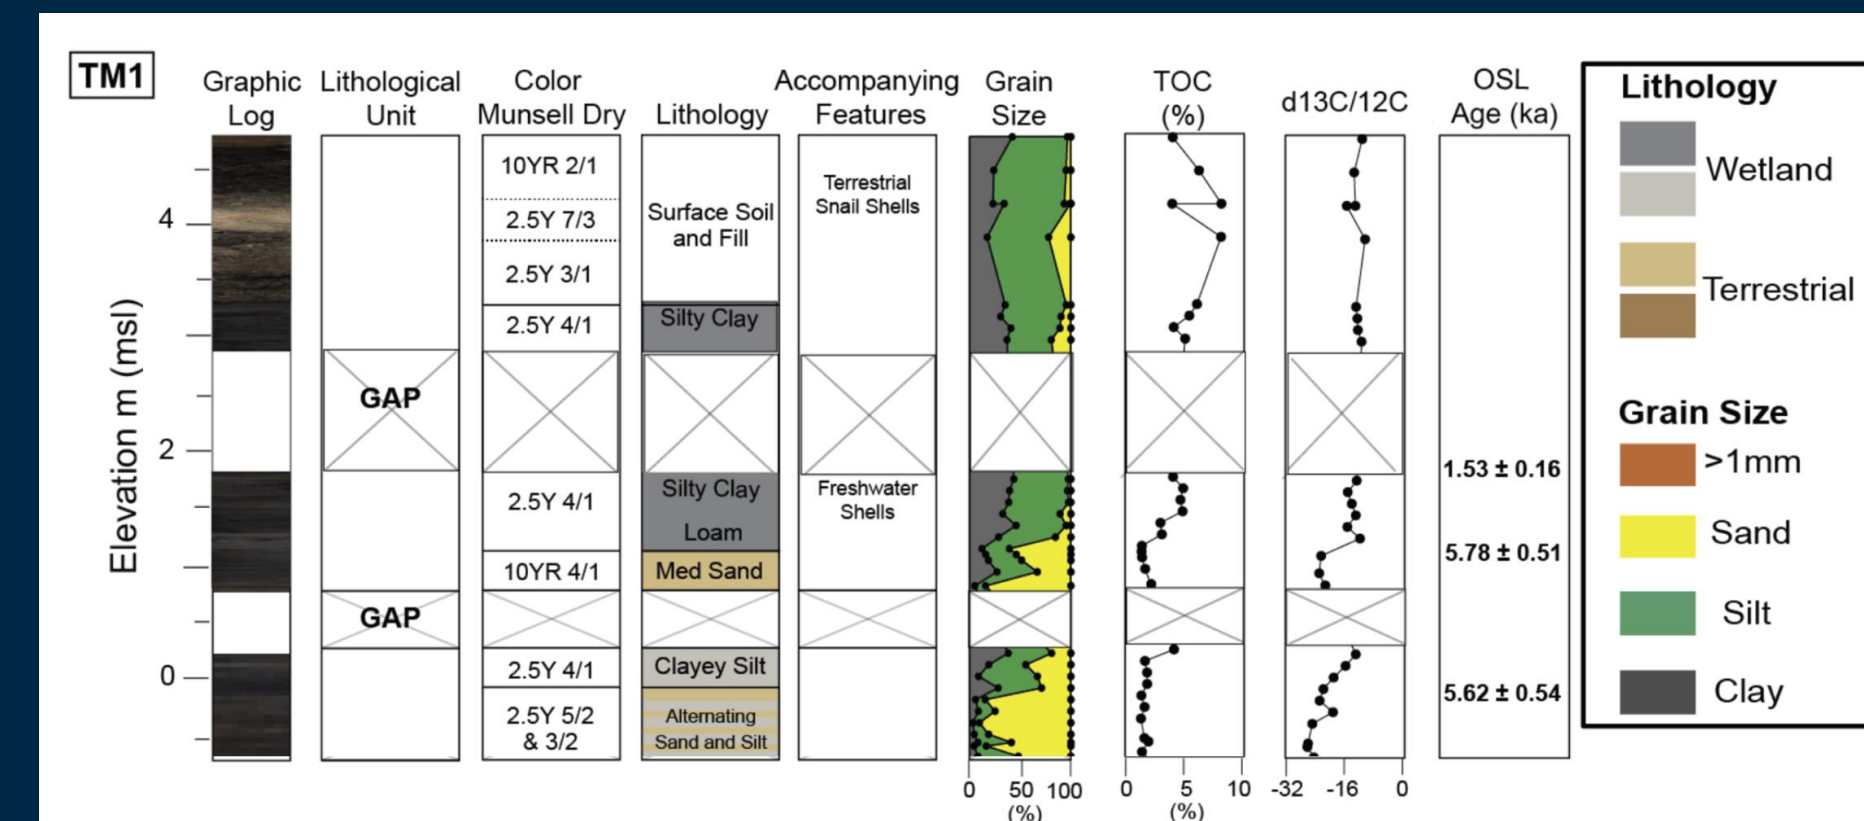 TM1
Graphic Log
Lithological Unit
Color Munsell Dry
Lithology
Accompanying Features
Grain Size
TOC (%)
d13C/12C
OSL Age (ka)
Elevation m (msl)
4
2
0
GAP
GAP
10YR 2/1
2.5Y 7/3
2.5Y 3/1
2.5Y 4/1
2.5Y 4/1
10YR 4/1
2.5Y 4/1
2.5Y 5/2
& 3/2
Surface Soil
and Fill
Silty Clay
Silty Clay
Loam
Med Sand
Clayey Silt
Alternating
Sand and Silt
Terrestrial
Snail Shells
Freshwater
Shells
0 50 100
(%)
0 5 10
(%)
-32 -16 0
1.53 ± 0.16
5.78 ± 0.51
5.62 ± 0.54
Lithology
Wetland
Terrestrial
Grain Size
>1mm
Sand
Silt
Clay